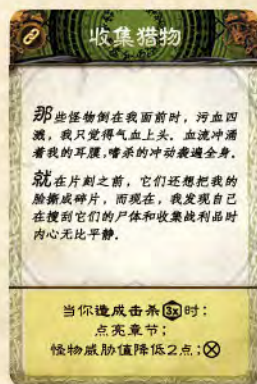 收集猎物
那些怪物倒在我面前时，污血四
溅，我只觉得气血上头。血流冲涌
着我的耳膜，嗜杀的冲动袭遍全身。
就在片刻之前，它们还想把我的
脸撕成碎片，而现在，我发现自己
在搜到它们的尸体和收集战利品时
内心无比平静。
当你造成击杀3x时：
点亮章节；
怪物威胁值降低2点；